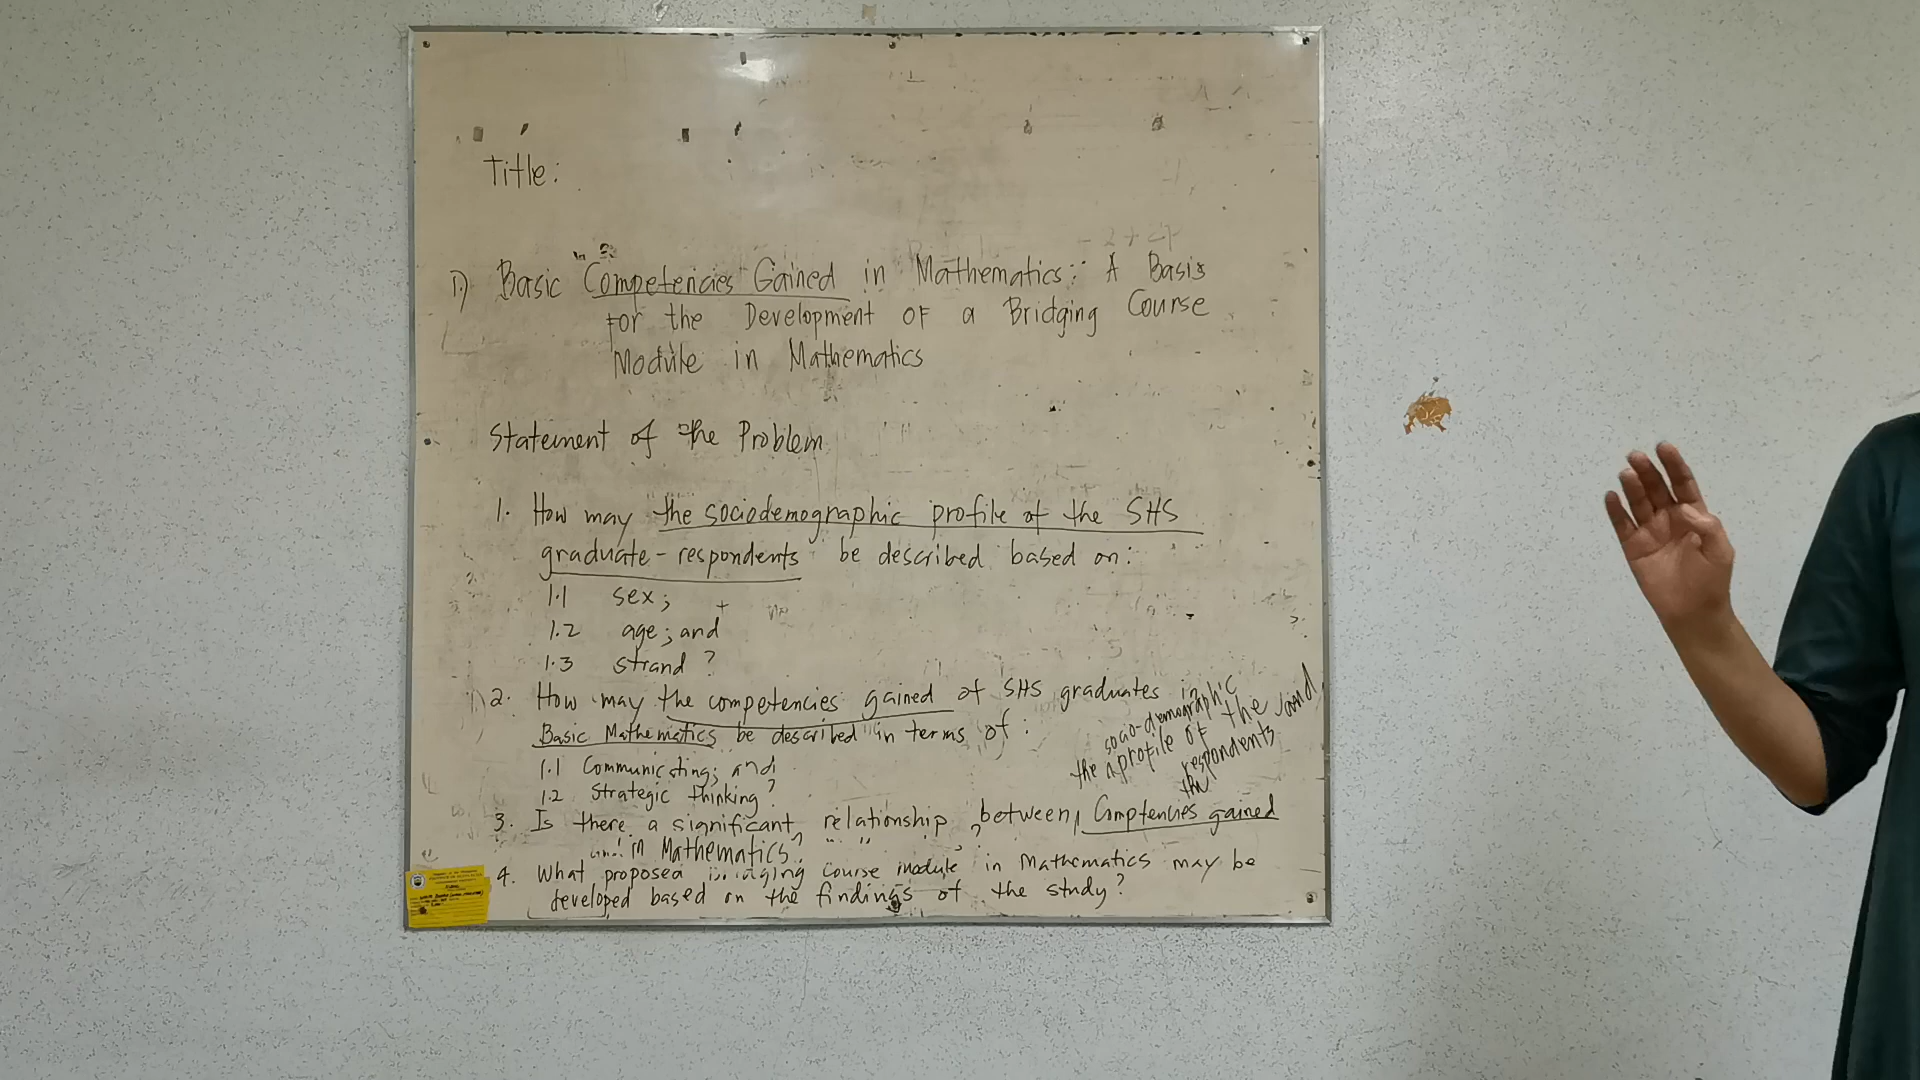 Title:
1.) Basic Competencies Gained in Mathematics: A Basis
for the Development of a Bridging Course
Module in Mathematics
Statement of the Problem
1. How may the sociodemographic profile of the SHS
graduate-respondents be described based on:
1.1 sex;
1.2 age; and
1.3 strand?
2. How may the competencies gained of SHS graduates in
Basic Mathematics be described in terms of:
1.1 Communicating; and
1.2 Strategic thinking?
socio-demographic
the profile of the
respondents and
the
3. Is there a significant relationship between Comptencies gained
in Mathematics?
4. What proposed bridging course module in Mathematics may be
developed based on the findings of the study?